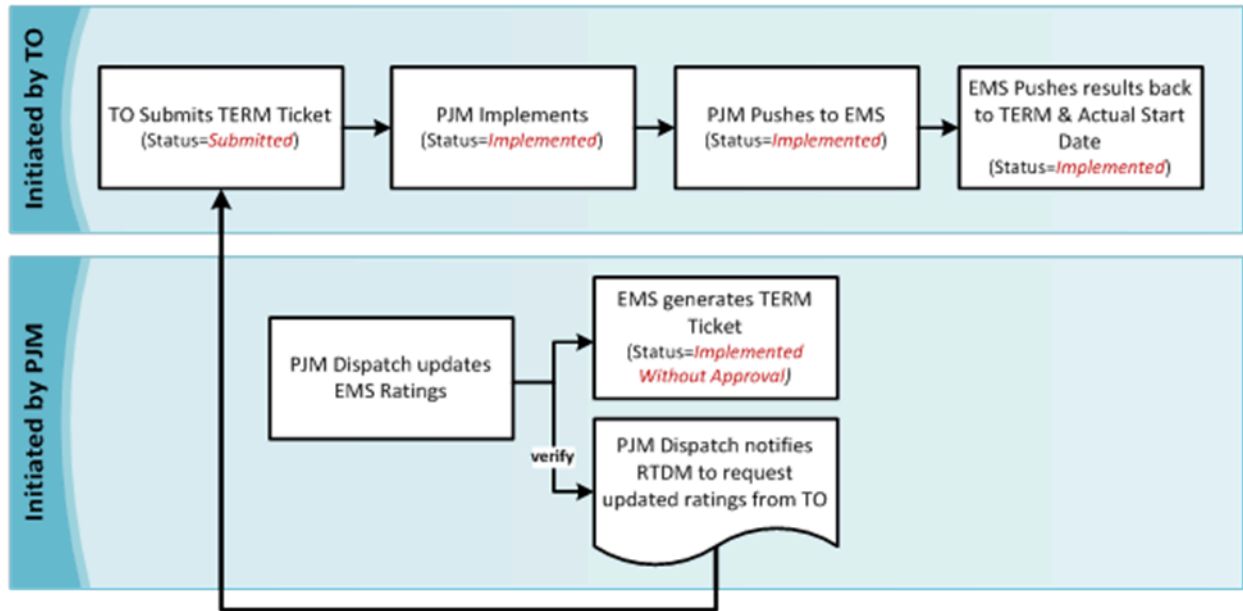 Initiated by TO
TO Submits TERM Ticket
(Status=Submitted)
PJM Implements
(Status=Implemented)
PJM Pushes to EMS
(Status=Implemented)
EMS Pushes results back
to TERM & Actual Start
Date
(Status=Implemented)
Initiated by PJM
PJM Dispatch updates
EMS Ratings
verify
EMS generates TERM
Ticket
(Status=Implemented
Without Approval)
PJM Dispatch notifies
RTDM to request
updated ratings from TO